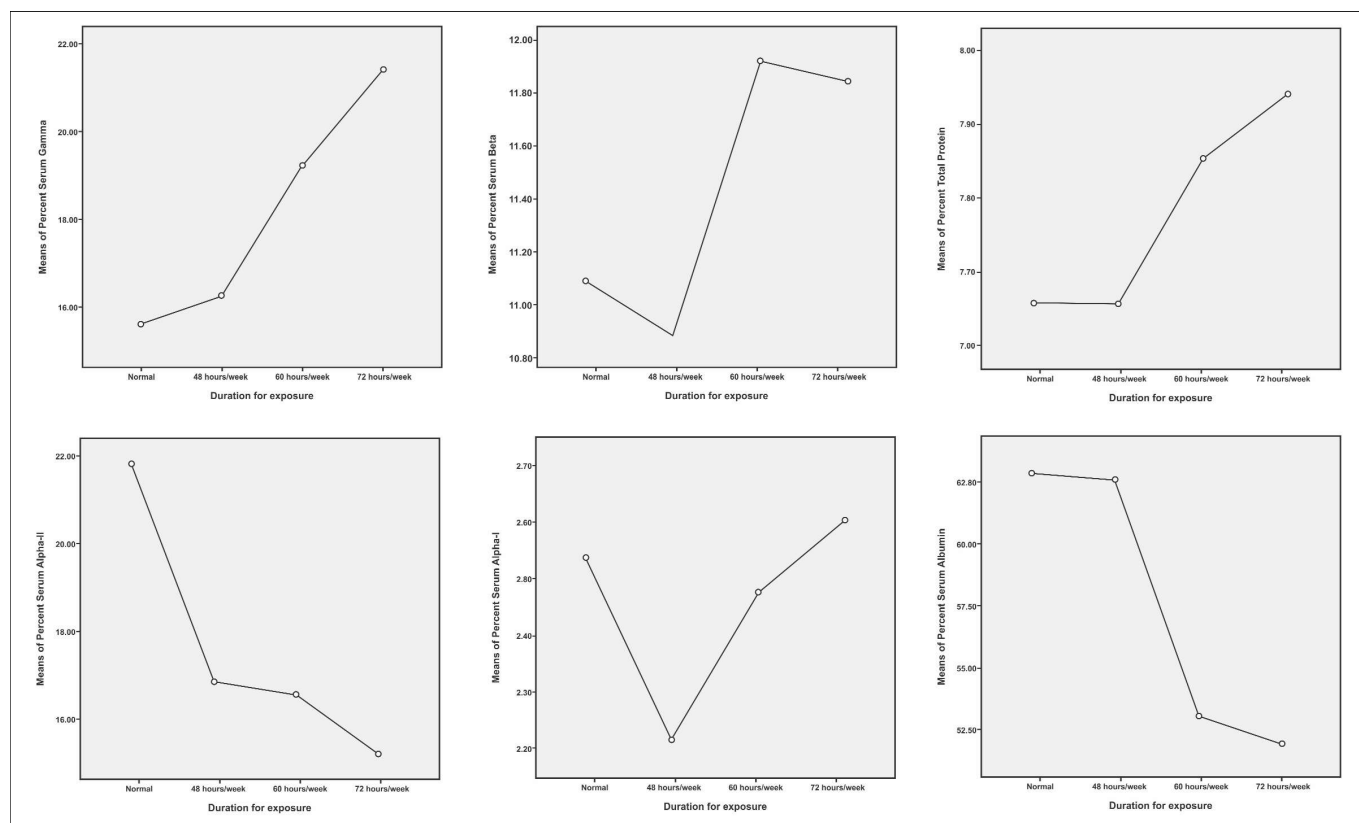 Means of Percent Serum Gamma
22.00
20.00
18.00
16.00
Normal 48 hours/week 60 hours/week 72 hours/week
Duration for exposure
Means of Percent Serum Beta
12.00
11.80
11.60
11.40
11.20
11.00
10.80
Normal 48 hours/week 60 hours/week 72 hours/week
Duration for exposure
Means of Percent Total Protein
8.00
7.90
7.80
7.70
7.00
Normal 48 hours/week 60 hours/week 72 hours/week
Duration for exposure
Means of Percent Serum Alpha-II
22.00
20.00
18.00
16.00
Normal 48 hours/week 60 hours/week 72 hours/week
Duration for exposure
Means of Percent Serum Alpha-I
2.70
2.60
2.80
2.40
2.30
2.20
Normal 48 hours/week 60 hours/week 72 hours/week
Duration for exposure
Means of Percent Serum Albumin
62.80
60.00
57.50
55.00
52.50
Normal 48 hours/week 60 hours/week 72 hours/week
Duration for exposure